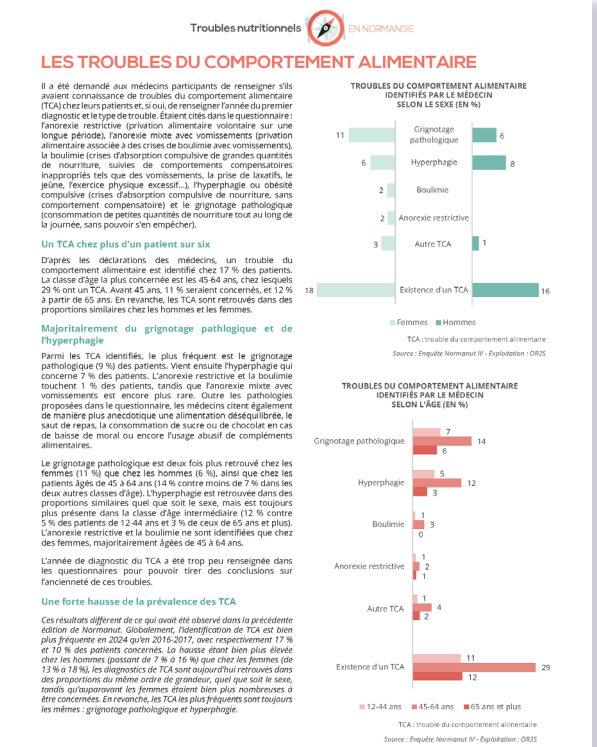 Troubles nutritionnels EN NORMANDIE
LES TROUBLES DU COMPORTEMENT ALIMENTAIRE
Il a été demandé aux médecins participants de renseigner s'ils
avaient connaissance de troubles du comportement alimentaire
(TCA) chez leurs patients et, si oui, de renseigner l'année du premier
diagnostic et le type de trouble. Étaient cités dans le questionnaire :
l'anorexie restrictive (privation alimentaire volontaire sur une
longue période), l'anorexie mixte avec vomissements (privation
alimentaire associée à des crises de boulimie avec vomissements),
la boulimie (crises d'absorption compulsive de grandes quantités
de nourriture, suivies de comportements compensatoires
inappropriés tels que des vomissements, la prise de laxatifs, le
jeûne, l'exercice physique excessif...), l'hyperphagie ou obésité
compulsive (crises d'absorption compulsive de nourriture, sans
comportement compensatoire) et le grignotage pathologique
(consommation de petites quantités de nourriture tout au long de
la journée, sans pouvoir s'en empêcher).
Un TCA chez plus d'un patient sur six
D'après les déclarations des médecins, un trouble du
comportement alimentaire est identifié chez 17 % des patients.
La classe d'âge la plus concernée est les 45-64 ans, chez lesquels
29 % ont un TCA. Avant 45 ans, 11 % seraient concernés, et 12 %
à partir de 65 ans. En revanche, les TCA sont retrouvés dans des
proportions similaires chez les hommes et les femmes.
Majoritairement du grignotage pathlogique et de
l'hyperphagie
Parmi les TCA identifiés, le plus fréquent est le grignotage
pathologique (9 %) des patients. Vient ensuite l'hyperphagie qui
concerne 7 % des patients. L'anorexie restrictive et la boulimie
touchent 1 % des patients, tandis que l'anorexie mixte avec
vomissements est encore plus rare. Outre les pathologies
proposées dans le questionnaire, les médecins citent également
de manière plus anecdotique une alimentation déséquilibrée, le
saut de repas, la consommation de sucre ou de chocolat en cas
de baisse de moral ou encore l'usage abusif de compléments
alimentaires.
Le grignotage pathologique est deux fois plus retrouvé chez les
femmes (11 %) que chez les hommes (6 %), ainsi que chez les
patients âgés de 45 à 64 ans (14 % contre moins de 7 % dans les
deux autres classes d'âge). L'hyperphagie est retrouvée dans des
proportions similaires quel que soit le sexe, mais est toujours
plus présente dans la classe d'âge intermédiaire (12 % contre
5 % des patients de 12-44 ans et 3 % de ceux de 65 ans et plus).
L'anorexie restrictive et la boulimie ne sont identifiées que chez
des femmes, majoritairement âgées de 45 à 64 ans.
L'année de diagnostic du TCA a été trop peu renseignée dans
les questionnaires pour pouvoir tirer des conclusions sur
l'ancienneté de ces troubles.
Une forte hausse de la prévalence des TCA
Ces résultats diffèrent de ce qui avait été observé dans la précédente
édition de Normanut. Globalement, l'identification de TCA est bien
plus fréquente en 2024 qu'en 2016-2017, avec respectivement 17 %
et 10 % des patients concernés. La hausse étant bien plus élevée
chez les hommes (passant de 7 % à 16 %) que chez les femmes (de
13 % à 18 %), les diagnostics de TCA sont aujourd'hui retrouvés dans
des proportions du même ordre de grandeur, quel que soit le sexe,
tandis qu'auparavant les femmes étaient bien plus nombreuses à
être concernées. En revanche, les TCA les plus fréquents sont toujours
les mêmes : grignotage pathologique et hyperphagie.
TROUBLES DU COMPORTEMENT ALIMENTAIRE
IDENTIFIÉS PAR LE MÉDECIN
SELON LE SEXE (EN %)
11 Grignotage pathologique 6
6 Hyperphagie 8
2 Boulimie
2 Anorexie restrictive
3 Autre TCA 1
18 Existence d'un TCA 16
Femmes Hommes
TCA : trouble du comportement alimentaire
Source : Enquête Normanut IV - Exploitation : OR2S
TROUBLES DU COMPORTEMENT ALIMENTAIRE
IDENTIFIÉS PAR LE MÉDECIN
SELON L'ÂGE (EN %)
7
Grignotage pathologique 14
6
5
Hyperphagie 12
3
1
Boulimie 3
0
1
Anorexie restrictive 2
1
1
Autre TCA 4
2
11
Existence d'un TCA 29
12
12-44 ans 45-64 ans 65 ans et plus
TCA : trouble du comportement alimentaire
Source : Enquête Normanut IV - Exploitation : OR2S